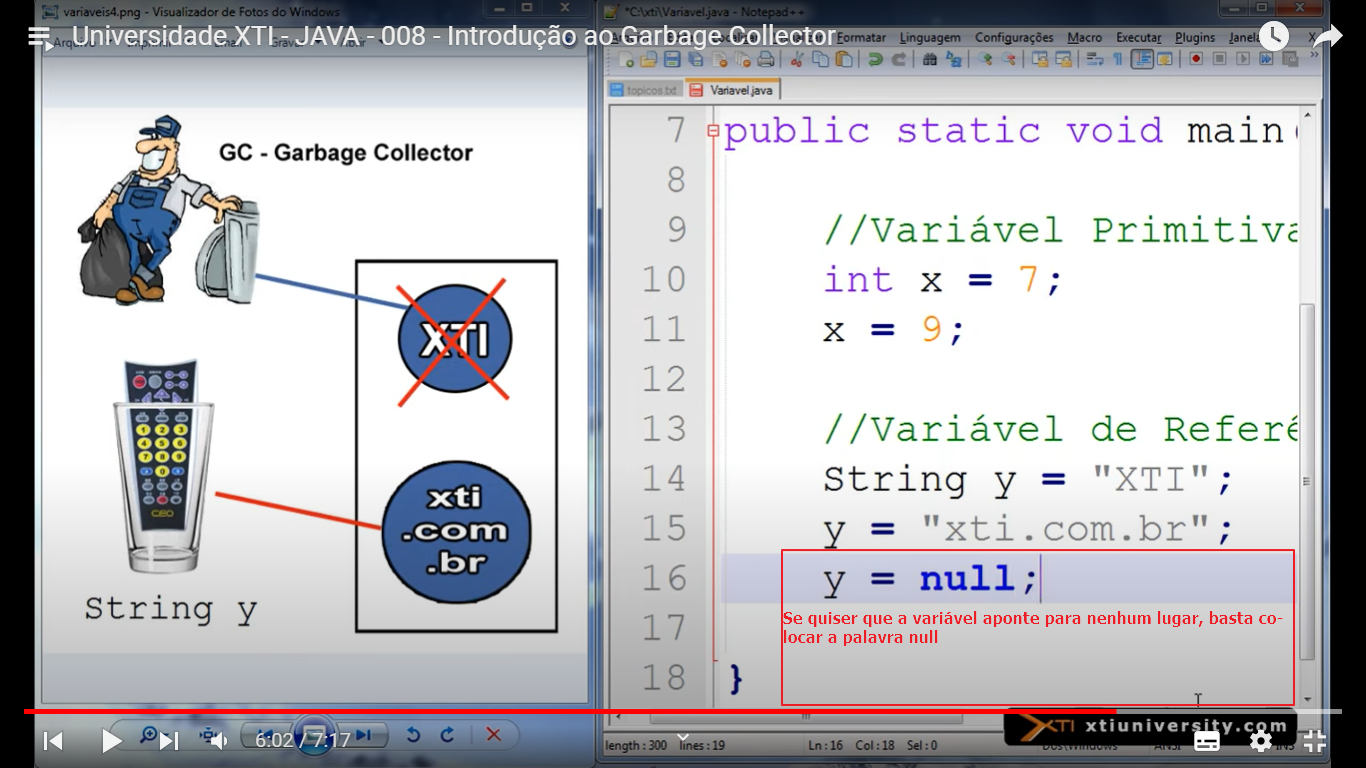 variaveis4.png - Visualizador de Fotos do Windows
*C:\xti\Variavel.java - Notepad++
Universidade XTI - JAVA - 008 - Introdução ao Garbage Collector
Formatar Linguagem Configurações Macro Executar Plugins Janela X
topicos.txt Variavel.java
GC - Garbage Collector
XTI
xti
.com
.br
String y
7 public static void main
8
9 //Variável Primitiva
10 int x = 7;
11 x = 9;
12
13 //Variável de Referê
14 String y = "XTI";
15 y = "xti.com.br";
16 y = null;
Se quiser que a variável aponte para nenhum lugar, basta co-
locar a palavra null
17
18 }
XTI xtiuniversity.com
6:02 / 7:17
length : 300 lines : 19 Ln : 16 Col : 18 Sel : 0 Dos\Windows ANSI INS